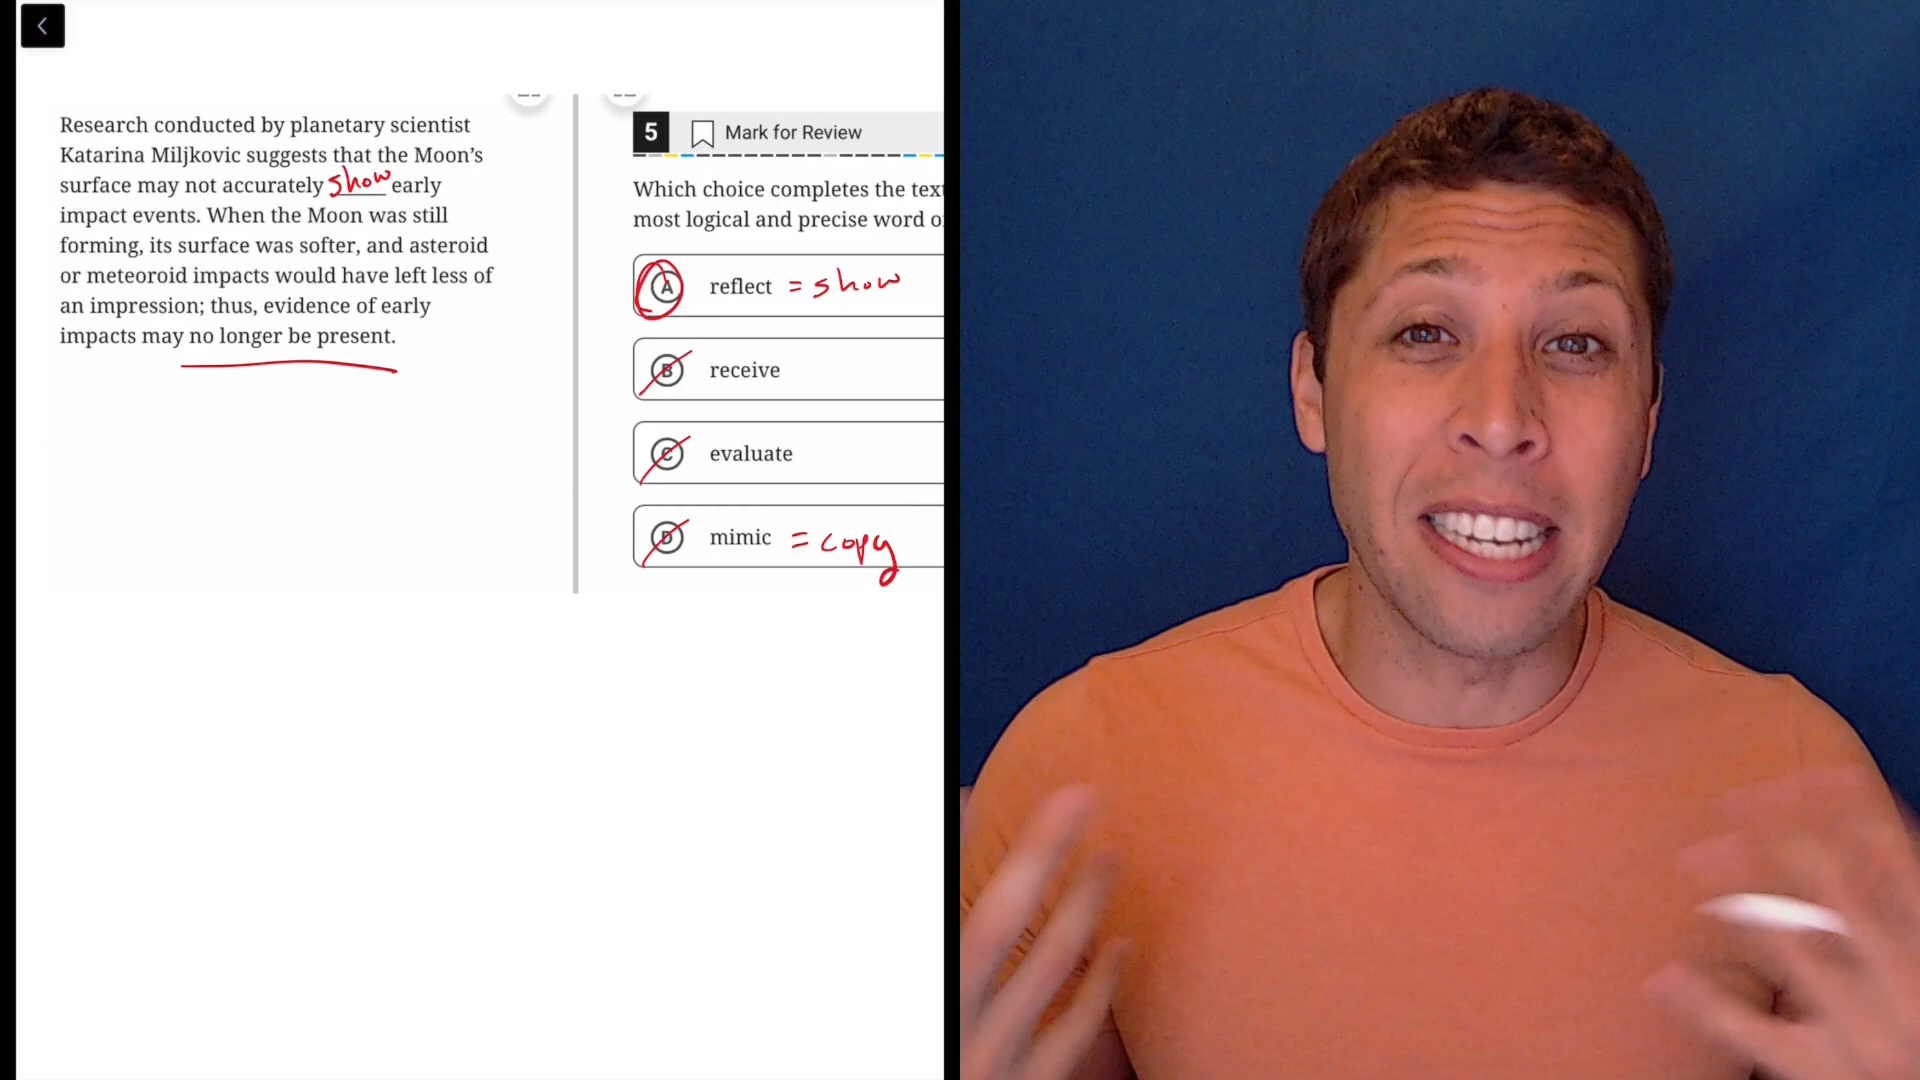 Research conducted by planetary scientist
Katarina Miljkovic suggests that the Moon's
surface may not accurately show early
impact events. When the Moon was still
forming, its surface was softer, and asteroid
or meteoroid impacts would have left less of
an impression; thus, evidence of early
impacts may no longer be present.
5 Mark for Review
Which choice completes the tex
most logical and precise word o
A reflect = show
B receive
C evaluate
D mimic = copy